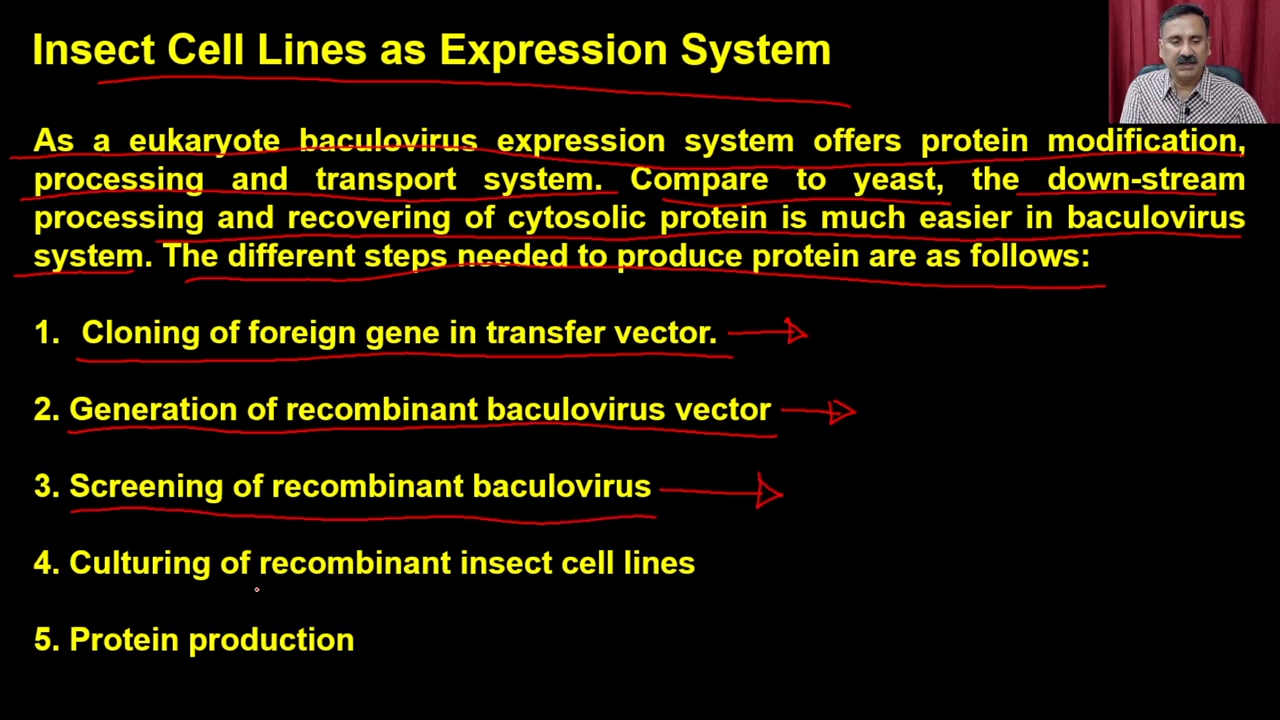 Insect Cell Lines as Expression System
As a eukaryote baculovirus expression system offers protein modification,
processing and transport system. Compare to yeast, the down-stream
processing and recovering of cytosolic protein is much easier in baculovirus
system. The different steps needed to produce protein are as follows:
1. Cloning of foreign gene in transfer vector.
2. Generation of recombinant baculovirus vector
3. Screening of recombinant baculovirus
4. Culturing of recombinant insect cell lines
5. Protein production